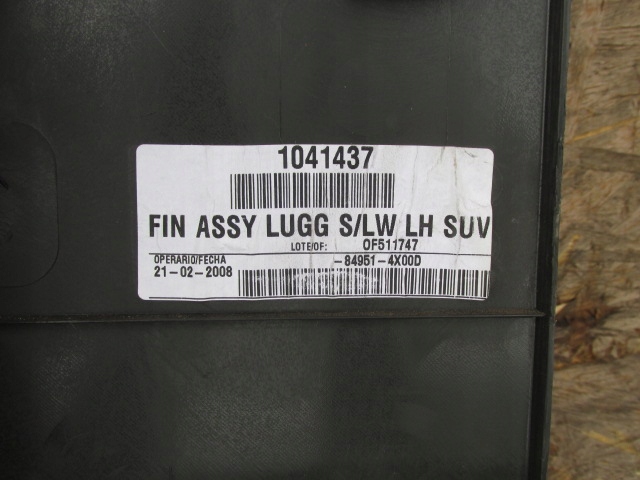 1041437
FIN ASSY LUGG S/LW LH SUV
LOTE/OF: OF511747
OPERARIO/FECHA -84951-4X00D
21-02-2008